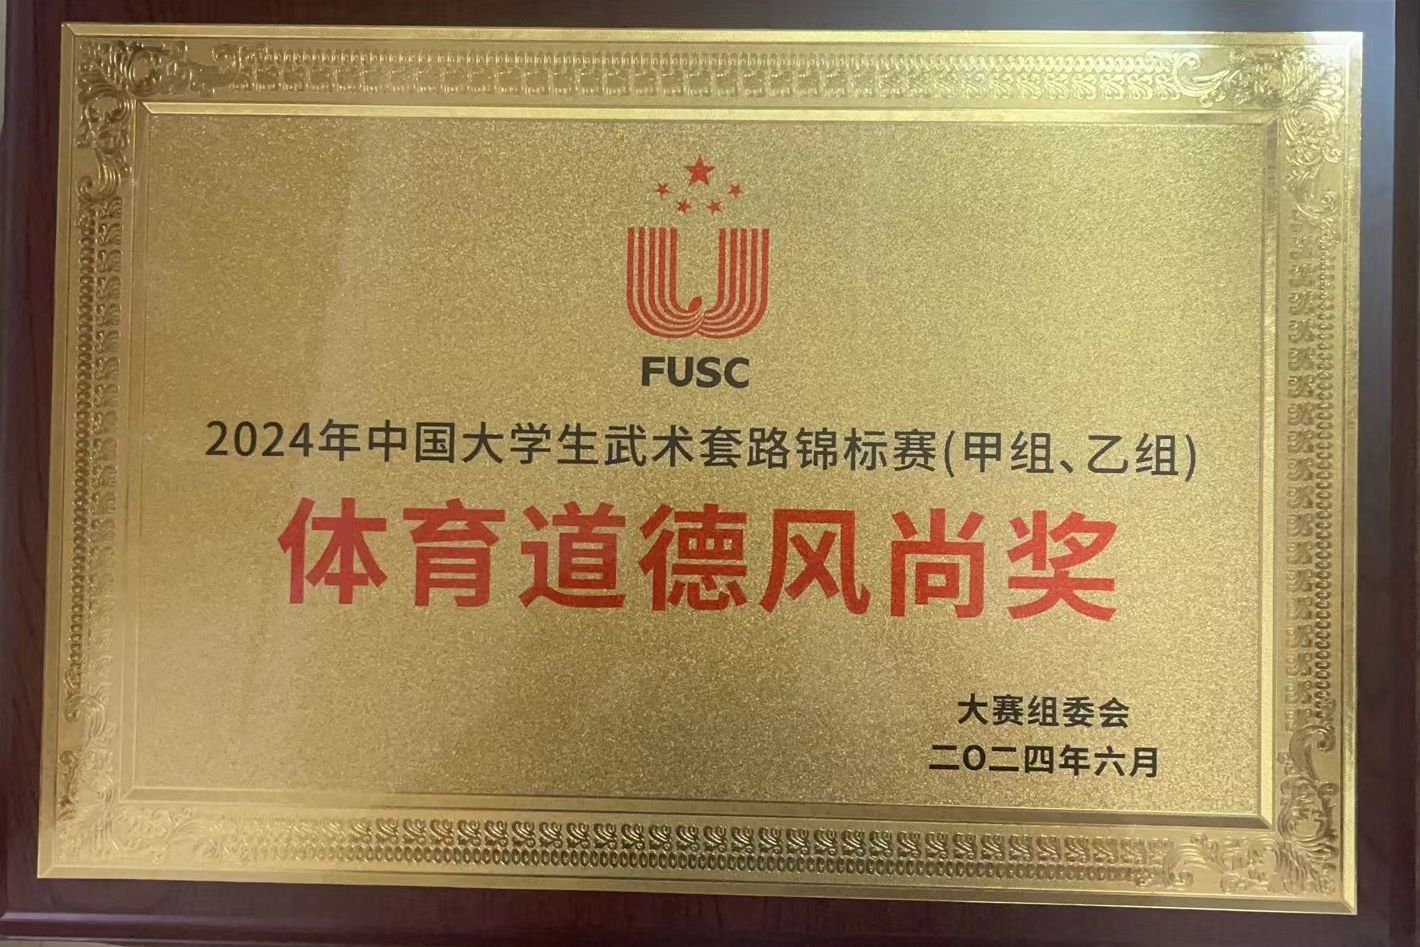 FUSC
2024年中国大学生武术套路锦标赛(甲组、乙组)
体育道德风尚奖
大赛组委会
二〇二四年六月